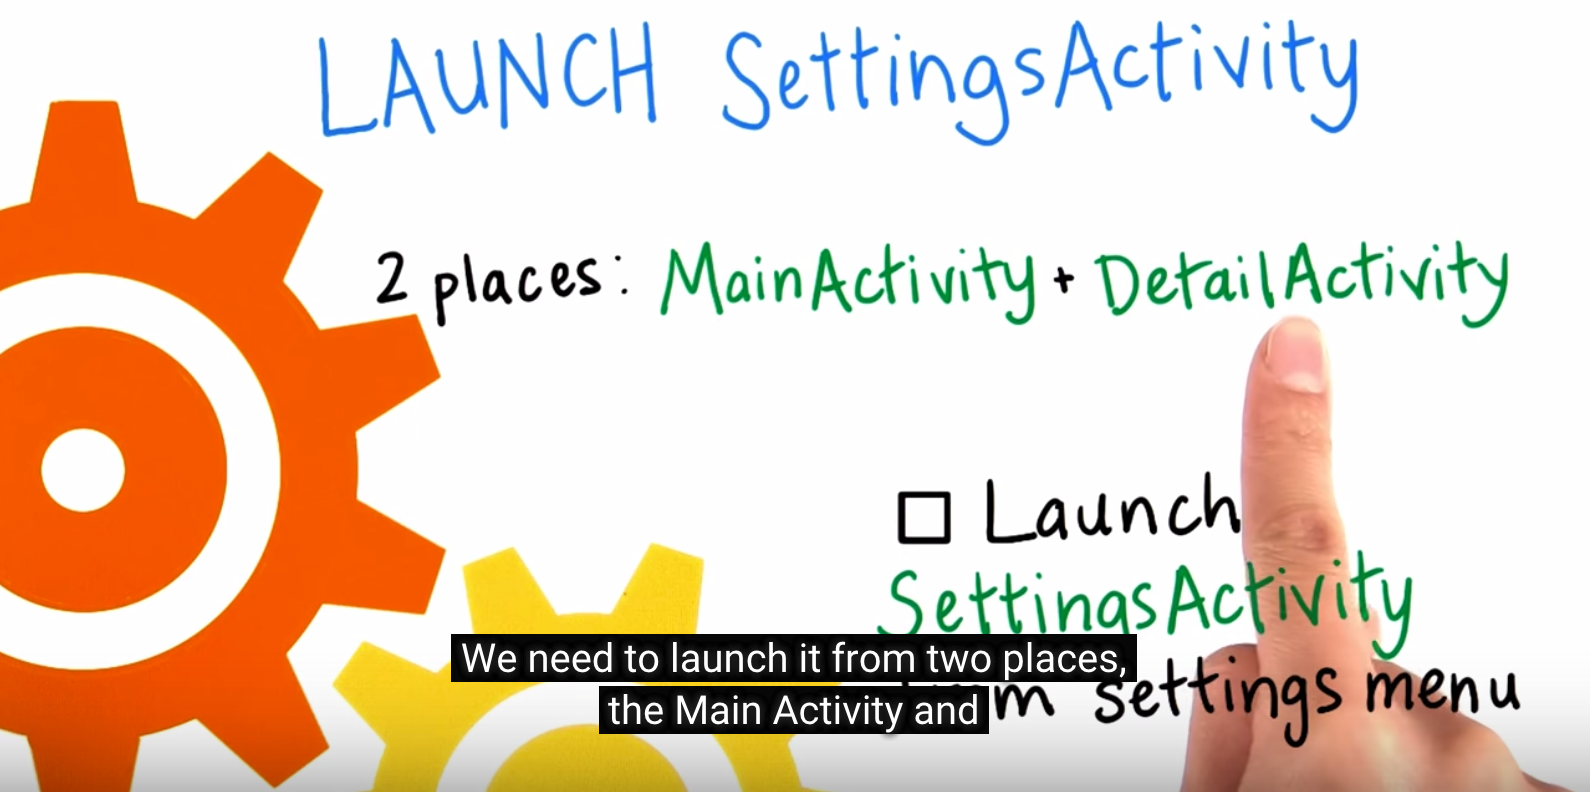 LAUNCH SettingsActivity
2 places: MainActivity + DetailActivity
Launch
SettingsActivity
settings menu
We need to launch it from two places,
the Main Activity and